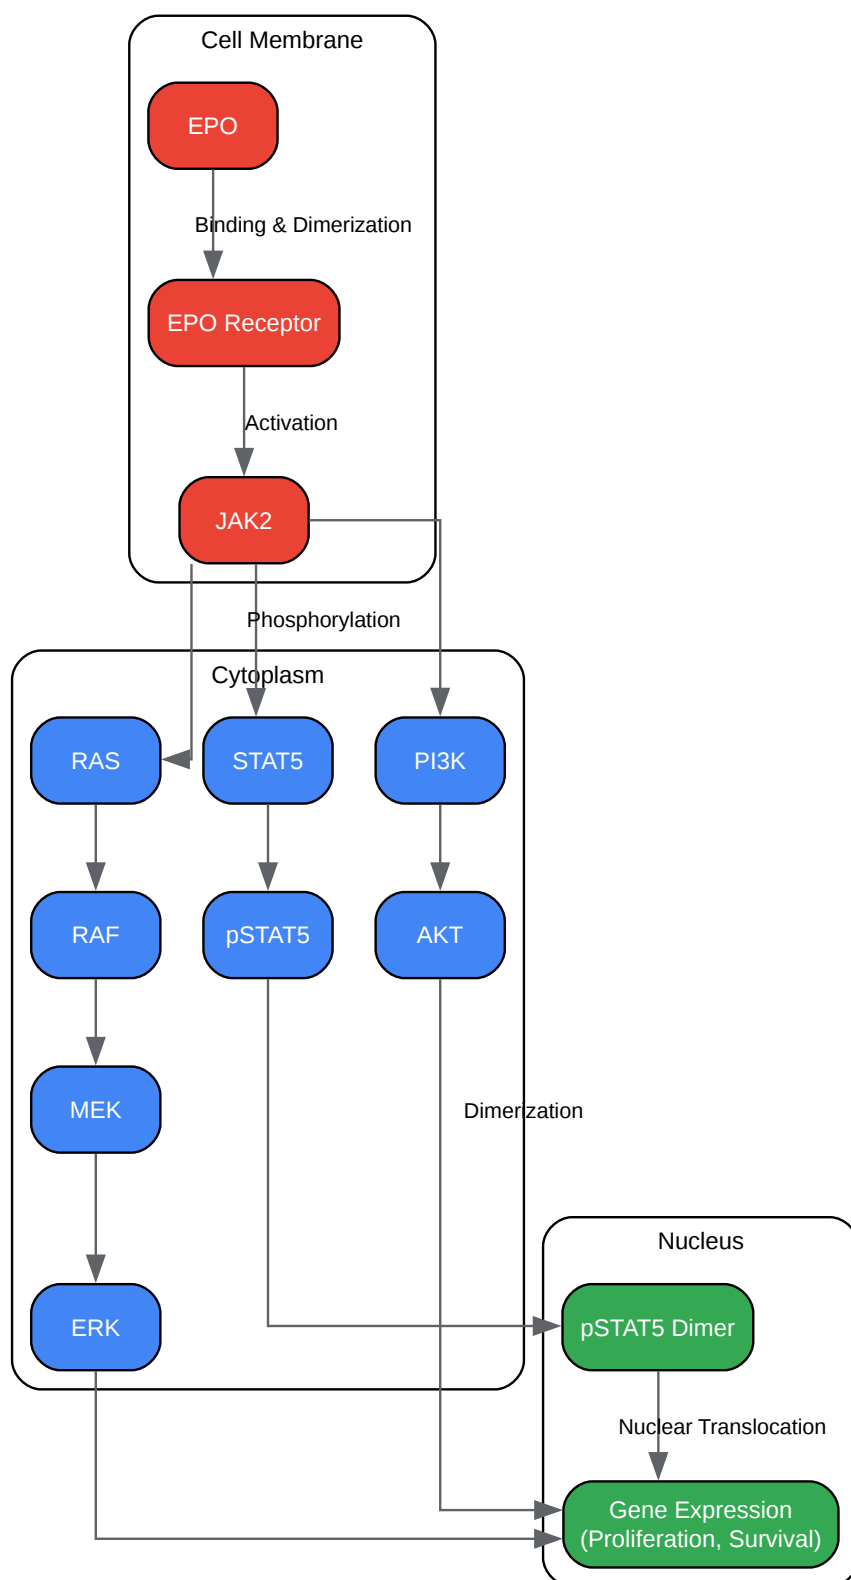 Cell Membrane
EPO
Binding & Dimerization
EPO Receptor
Activation
JAK2
Phosphorylation
Cytoplasm
RAS
STAT5
PI3K
RAF
pSTAT5
AKT
MEK
Dimerization
Nucleus
ERK
pSTAT5 Dimer
Nuclear Translocation
Gene Expression
(Proliferation, Survival)